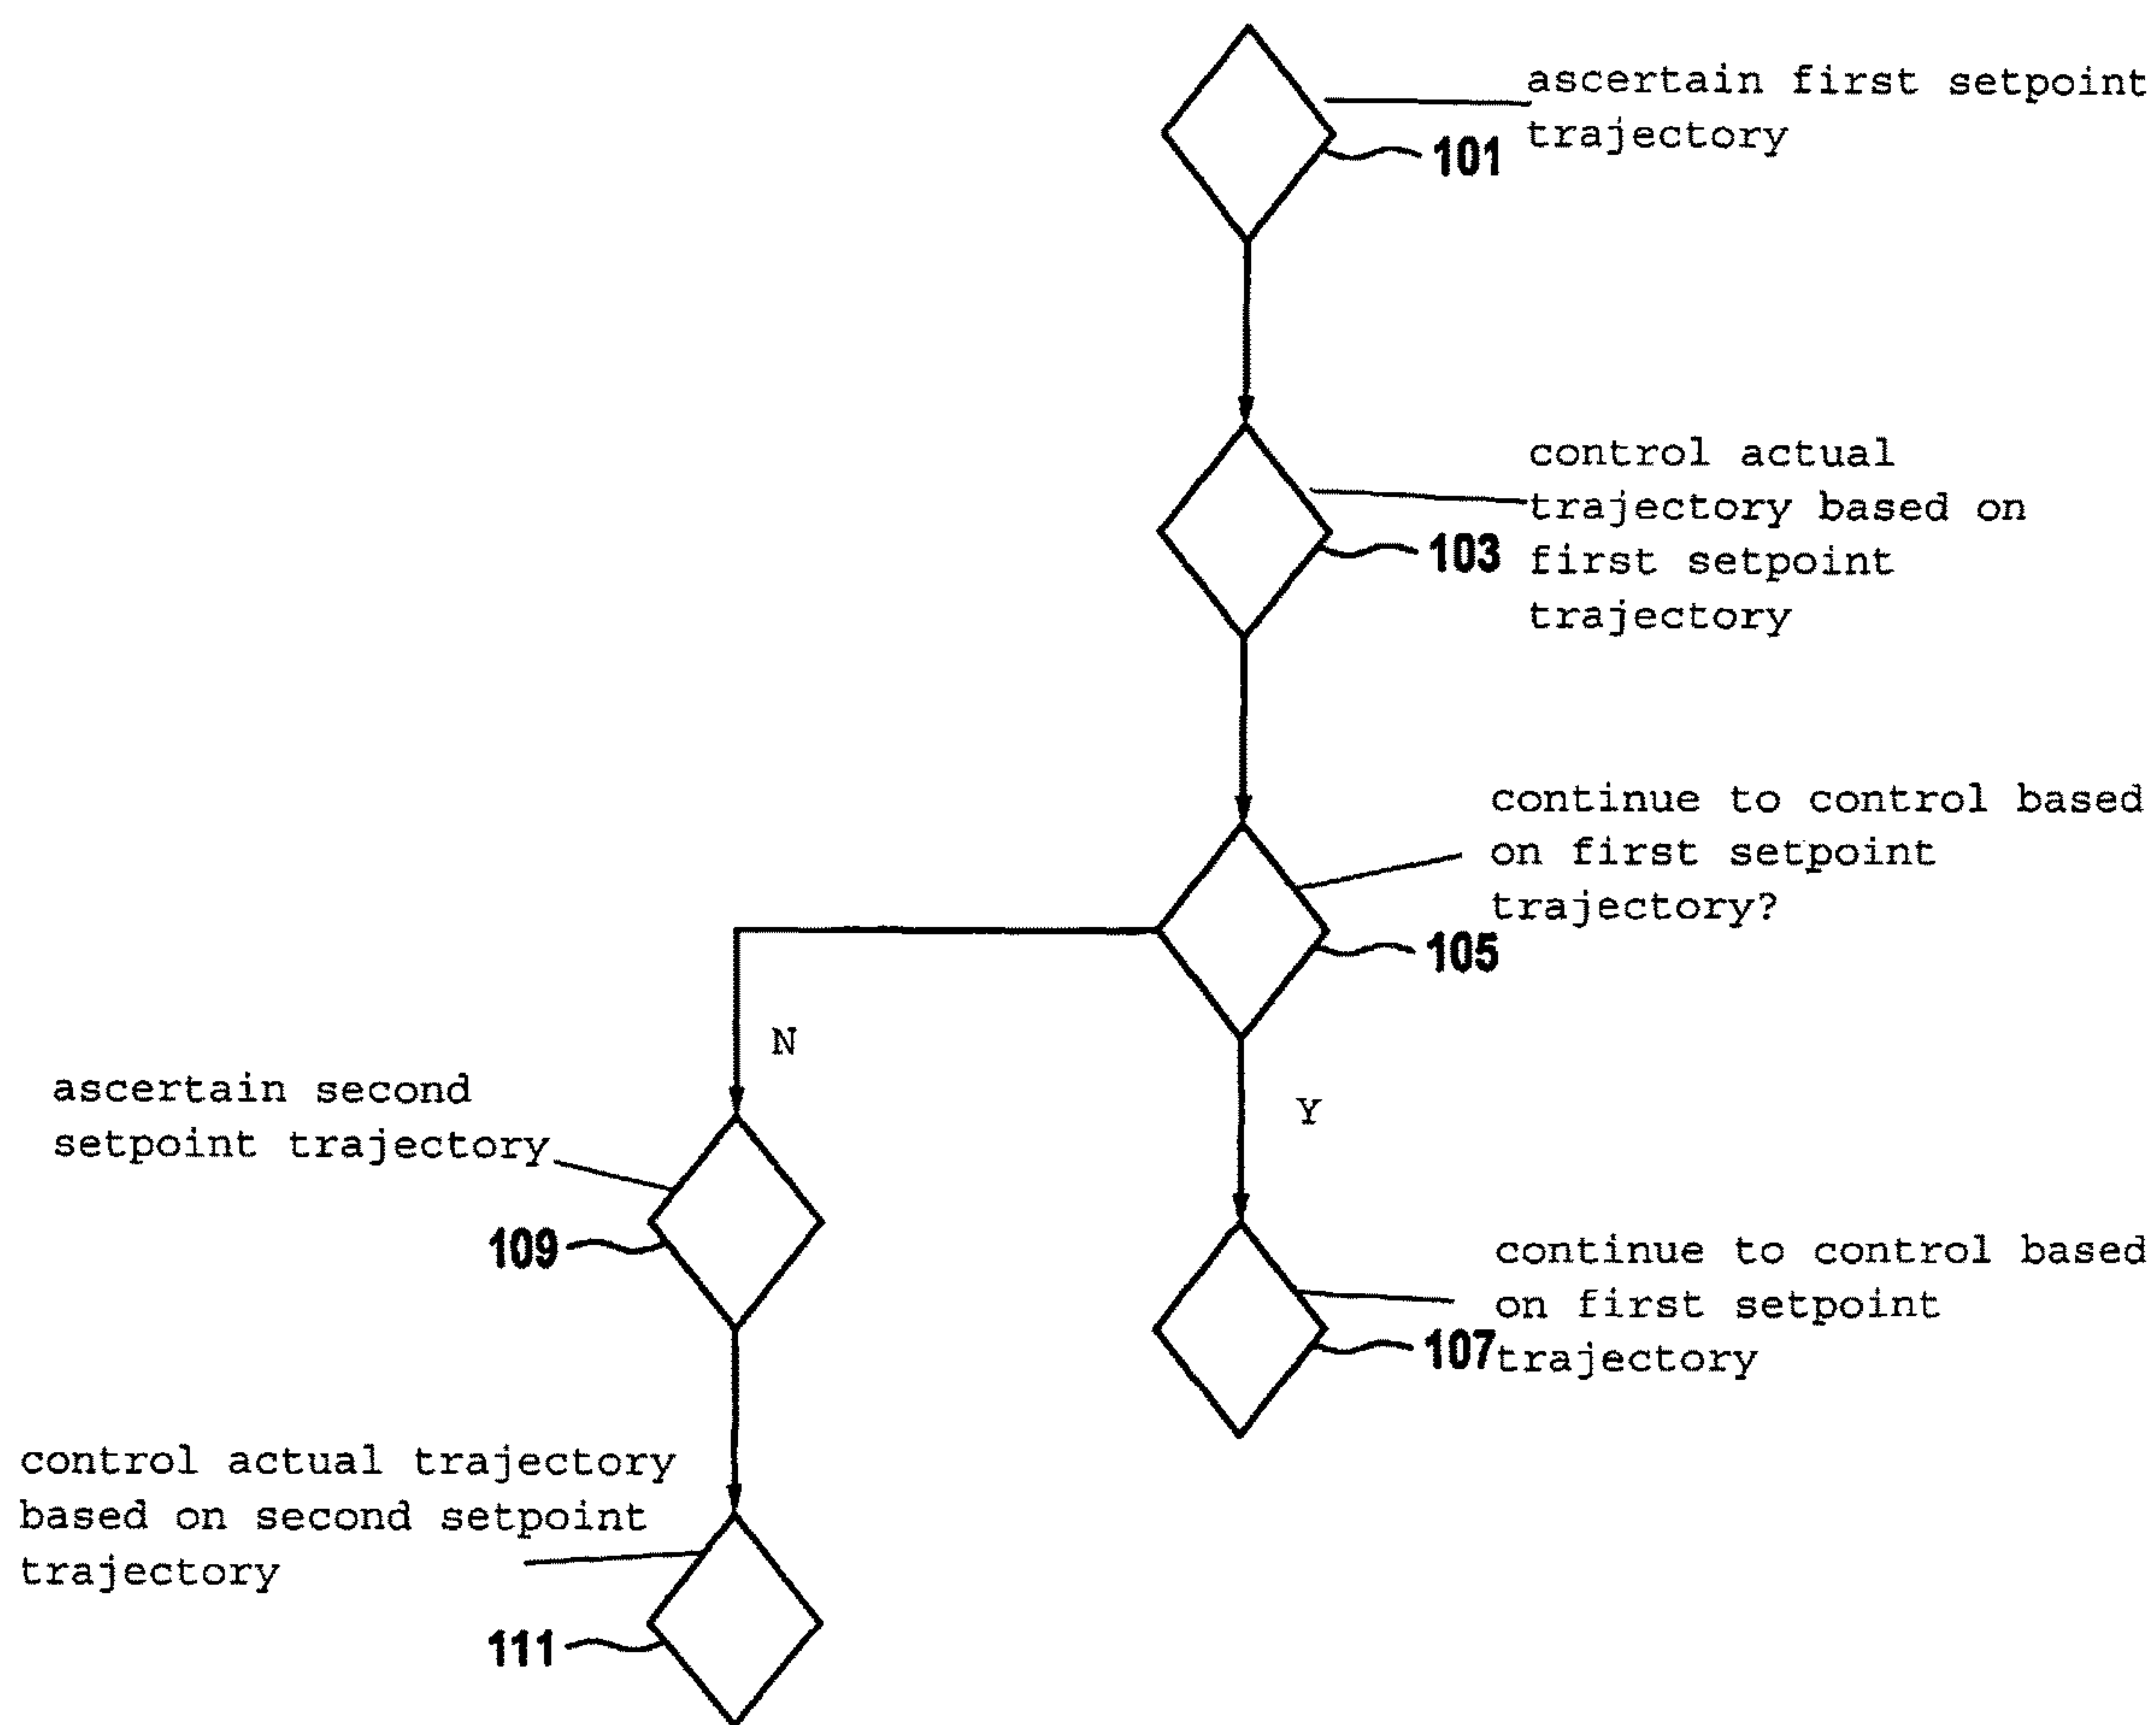 ascertain first setpoint
trajectory
101
control actual
trajectory based on
first setpoint
trajectory
103
continue to control based
on first setpoint
trajectory?
105
N
Y
ascertain second
setpoint trajectory
109
continue to control based
on first setpoint
trajectory
107
control actual trajectory
based on second setpoint
trajectory
111